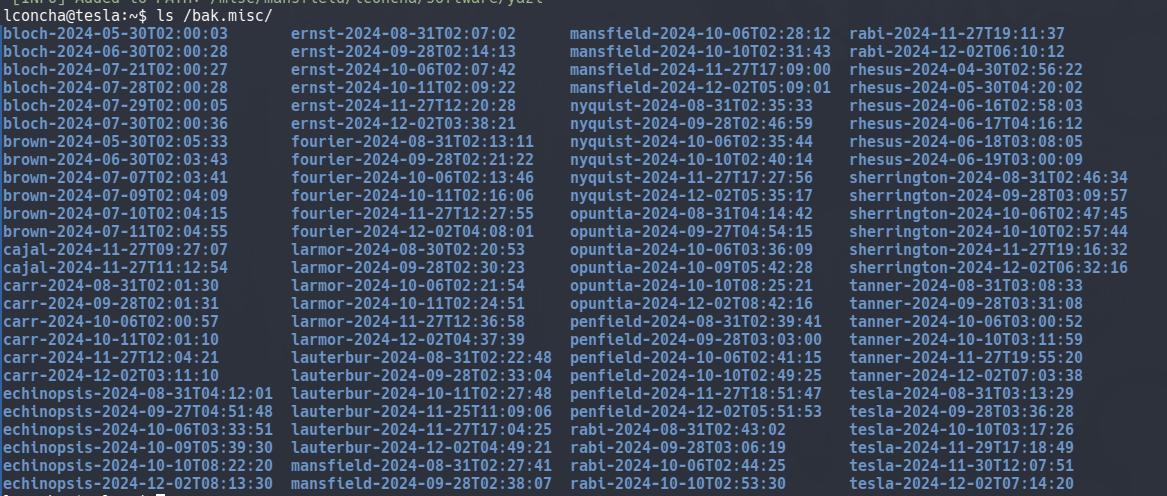 [INFO] Added to PATH: /misc/mansfield/lconcha/software/yazi
lconcha@tesla:~$ ls /bak.misc/
bloch-2024-05-30T02:00:03 ernst-2024-08-31T02:07:02 mansfield-2024-10-06T02:28:12 rabi-2024-11-27T19:11:37
bloch-2024-06-30T02:00:28 ernst-2024-09-28T02:14:13 mansfield-2024-10-10T02:31:43 rabi-2024-12-02T06:10:12
bloch-2024-07-21T02:00:27 ernst-2024-10-06T02:07:42 mansfield-2024-11-27T17:09:00 rhesus-2024-04-30T02:56:22
bloch-2024-07-28T02:00:28 ernst-2024-10-11T02:09:22 mansfield-2024-12-02T05:09:01 rhesus-2024-05-30T04:20:02
bloch-2024-07-29T02:00:05 ernst-2024-11-27T12:20:28 nyquist-2024-08-31T02:35:33 rhesus-2024-06-16T02:58:03
bloch-2024-07-30T02:00:36 ernst-2024-12-02T03:38:21 nyquist-2024-09-28T02:46:59 rhesus-2024-06-17T04:16:12
brown-2024-05-30T02:05:33 fourier-2024-08-31T02:13:11 nyquist-2024-10-06T02:35:44 rhesus-2024-06-18T03:08:05
brown-2024-06-30T02:03:43 fourier-2024-09-28T02:21:22 nyquist-2024-10-10T02:40:14 rhesus-2024-06-19T03:00:09
brown-2024-07-07T02:03:41 fourier-2024-10-06T02:13:46 nyquist-2024-11-27T17:27:56 sherrington-2024-08-31T02:46:34
brown-2024-07-09T02:04:09 fourier-2024-10-11T02:16:06 nyquist-2024-12-02T05:35:17 sherrington-2024-09-28T03:09:57
brown-2024-07-10T02:04:15 fourier-2024-11-27T12:27:55 opuntia-2024-08-31T04:14:42 sherrington-2024-10-06T02:47:45
brown-2024-07-11T02:04:55 fourier-2024-12-02T04:08:01 opuntia-2024-09-27T04:54:15 sherrington-2024-10-10T02:57:44
cajal-2024-11-27T09:27:07 larmor-2024-08-30T02:20:53 opuntia-2024-10-06T03:36:09 sherrington-2024-11-27T19:16:32
cajal-2024-11-27T11:12:54 larmor-2024-09-28T02:30:23 opuntia-2024-10-09T05:42:28 sherrington-2024-12-02T06:32:16
carr-2024-08-31T02:01:30 larmor-2024-10-06T02:21:54 opuntia-2024-10-10T08:25:21 tanner-2024-08-31T03:08:33
carr-2024-09-28T02:01:31 larmor-2024-10-11T02:24:51 opuntia-2024-12-02T08:42:16 tanner-2024-09-28T03:31:08
carr-2024-10-06T02:00:57 larmor-2024-11-27T12:36:58 penfield-2024-08-31T02:39:41 tanner-2024-10-06T03:00:52
carr-2024-10-11T02:01:10 larmor-2024-12-02T04:37:39 penfield-2024-09-28T03:03:00 tanner-2024-10-10T03:11:59
carr-2024-11-27T12:04:21 lauterbur-2024-08-31T02:22:48 penfield-2024-10-06T02:41:15 tanner-2024-11-27T19:55:20
carr-2024-12-02T03:11:10 lauterbur-2024-09-28T02:33:04 penfield-2024-10-10T02:49:25 tanner-2024-12-02T07:03:38
echinopsis-2024-08-31T04:12:01 lauterbur-2024-10-11T02:27:48 penfield-2024-11-27T18:51:47 tesla-2024-08-31T03:13:29
echinopsis-2024-09-27T04:51:48 lauterbur-2024-11-25T11:09:06 penfield-2024-12-02T05:51:53 tesla-2024-09-28T03:36:28
echinopsis-2024-10-06T03:33:51 lauterbur-2024-11-27T17:04:25 rabi-2024-08-31T02:43:02 tesla-2024-10-10T03:17:26
echinopsis-2024-10-09T05:39:30 lauterbur-2024-12-02T04:49:21 rabi-2024-09-28T03:06:19 tesla-2024-11-29T17:18:49
echinopsis-2024-10-10T08:22:20 mansfield-2024-08-31T02:27:41 rabi-2024-10-06T02:44:25 tesla-2024-11-30T12:07:51
echinopsis-2024-12-02T08:13:30 mansfield-2024-09-28T02:38:07 rabi-2024-10-10T02:53:30 tesla-2024-12-02T07:14:20